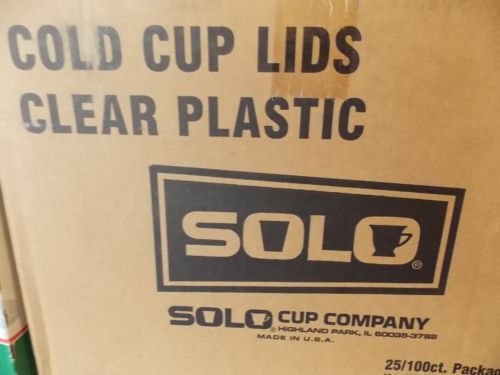 COLD CUP LIDS
CLEAR PLASTIC
SOLO®
SOLO® CUP COMPANY
HIGHLAND PARK, IL 60035-3792
MADE IN U.S.A.
25/100ct.